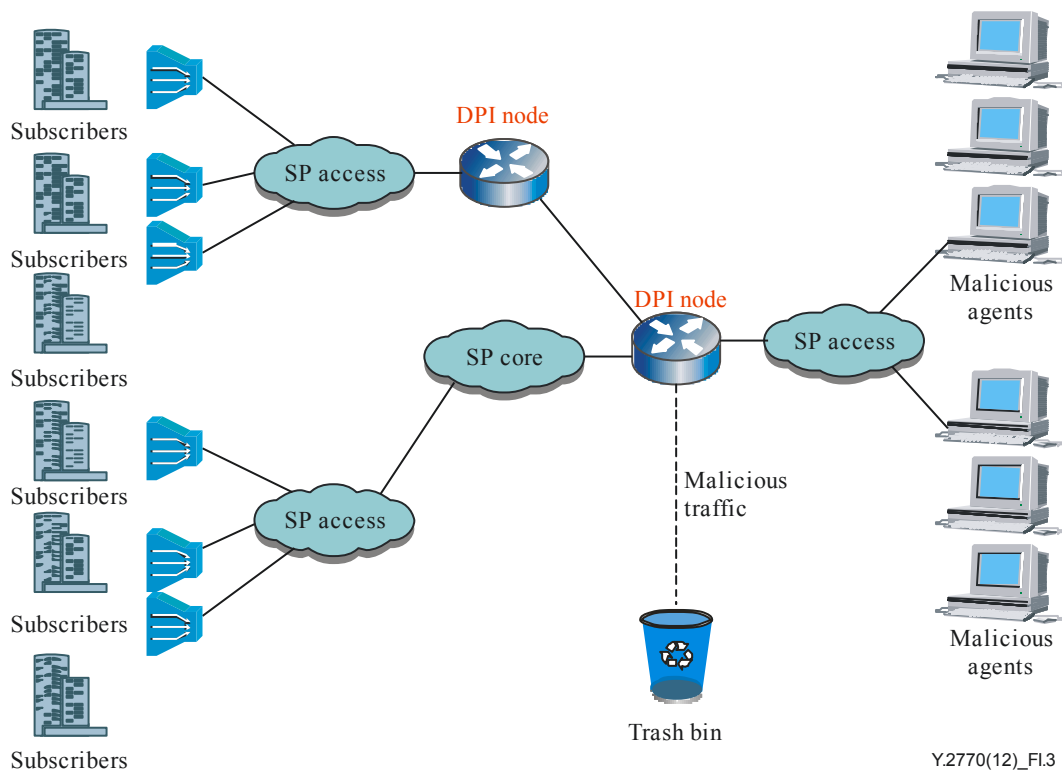 Subscribers
Subscribers
Subscribers
Subscribers
Subscribers
Subscribers
SP access
DPI node
DPI node
SP core
SP access
SP access
Malicious
agents
Malicious
traffic
Trash bin
Malicious
agents
Y.2770(12)_FI.3